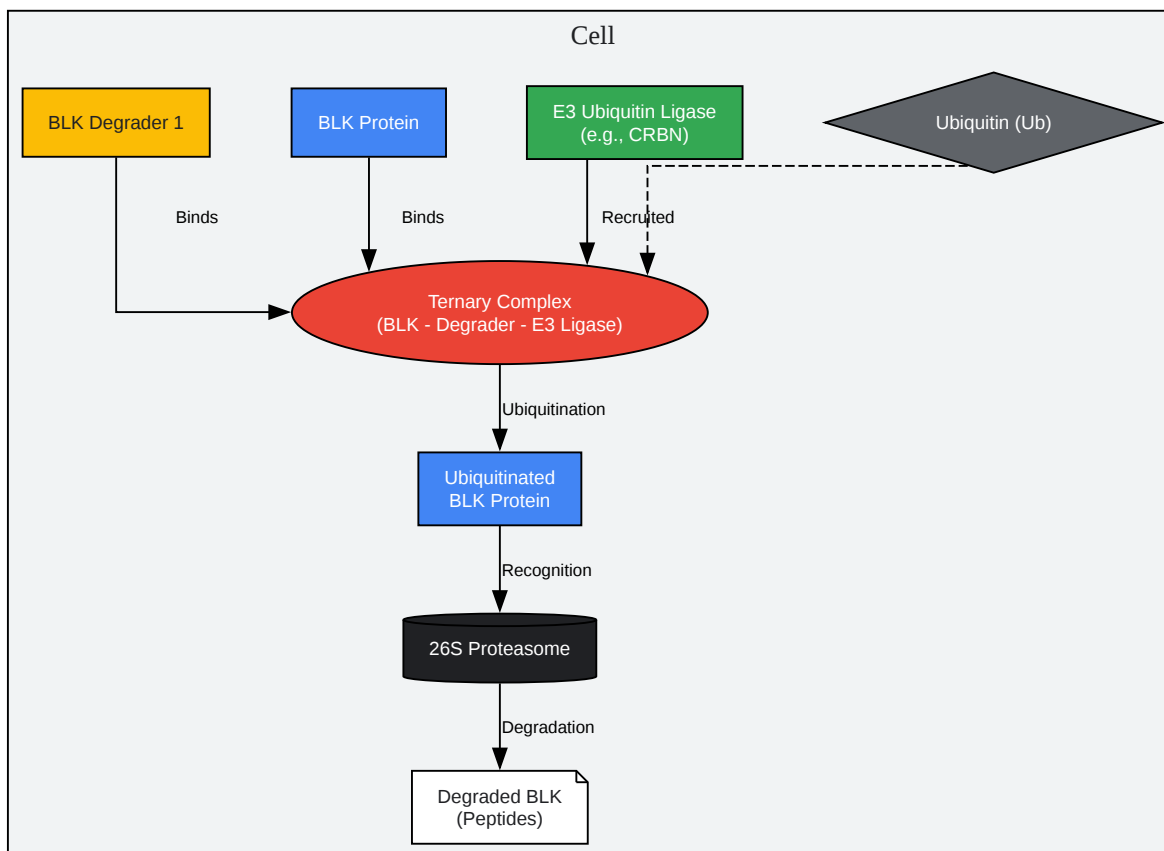 Cell
BLK Degrader 1
BLK Protein
E3 Ubiquitin Ligase
(e.g., CRBN)
Ubiquitin (Ub)
Binds
Binds
Recruited
Ternary Complex
(BLK - Degrader - E3 Ligase)
Ubiquitination
Ubiquitinated
BLK Protein
Recognition
26S Proteasome
Degradation
Degraded BLK
(Peptides)